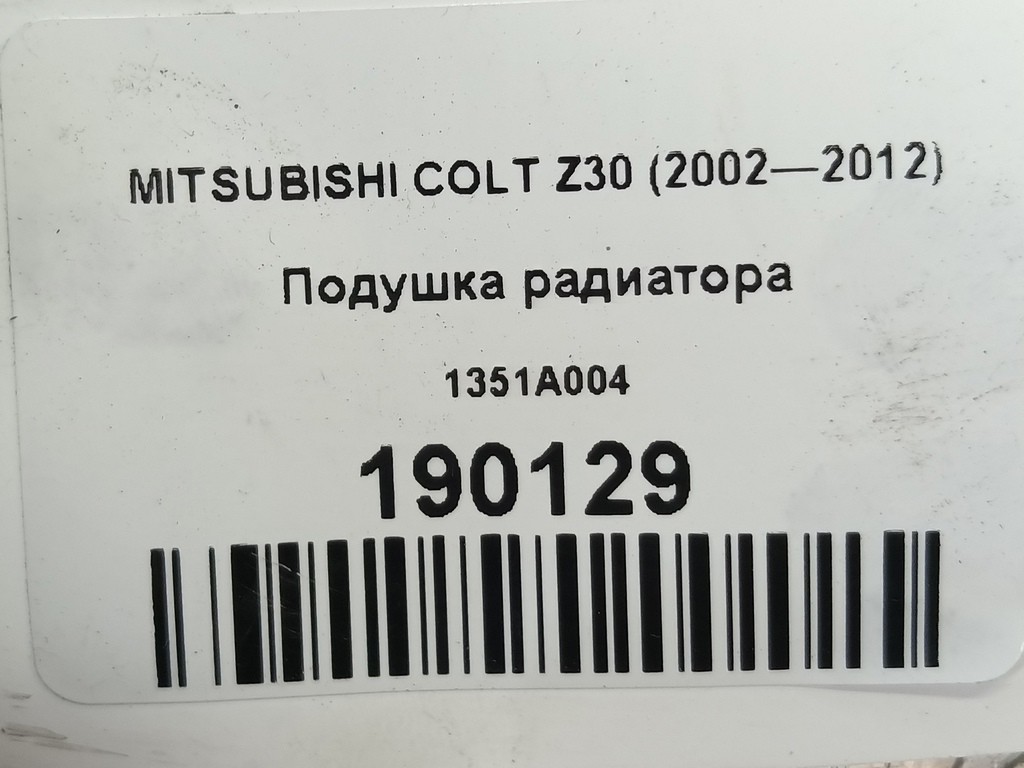 MITSUBISHI COLT Z30 (2002—2012)
Подушка радиатора
1351A004
190129